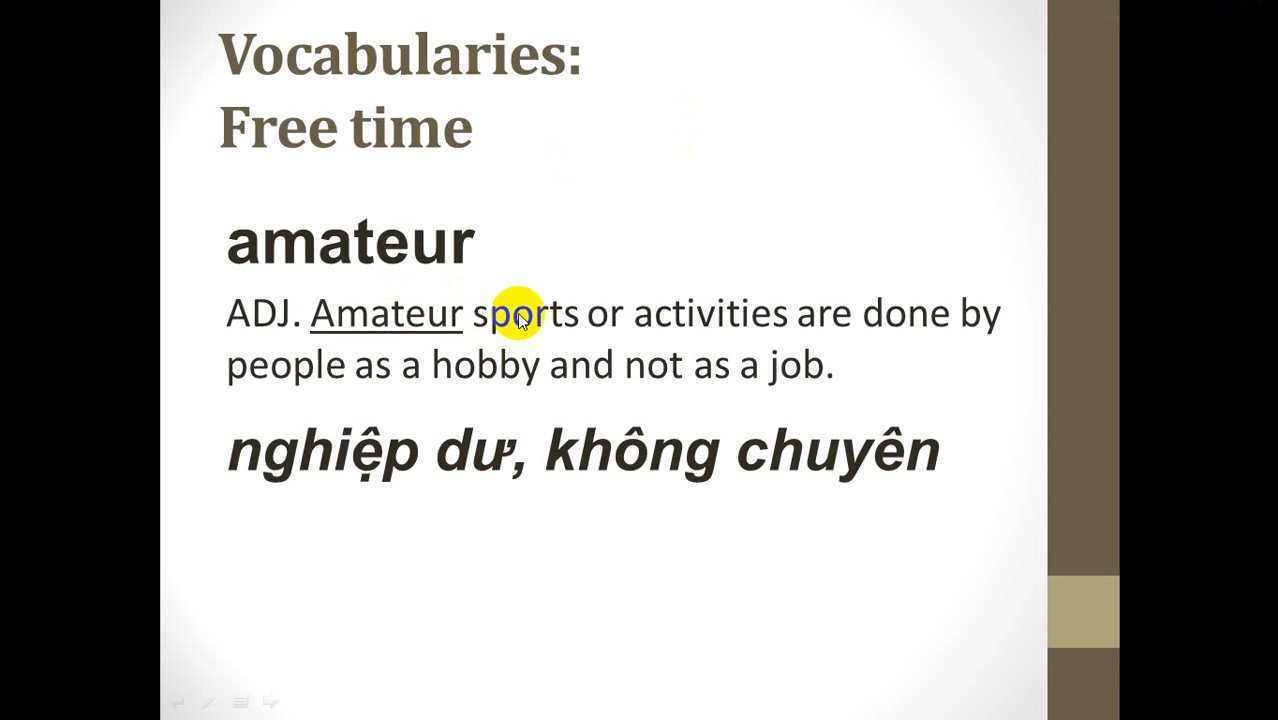 Vocabularies:
Free time
amateur
ADJ. Amateur sports or activities are done by
people as a hobby and not as a job.
nghiệp dư, không chuyên